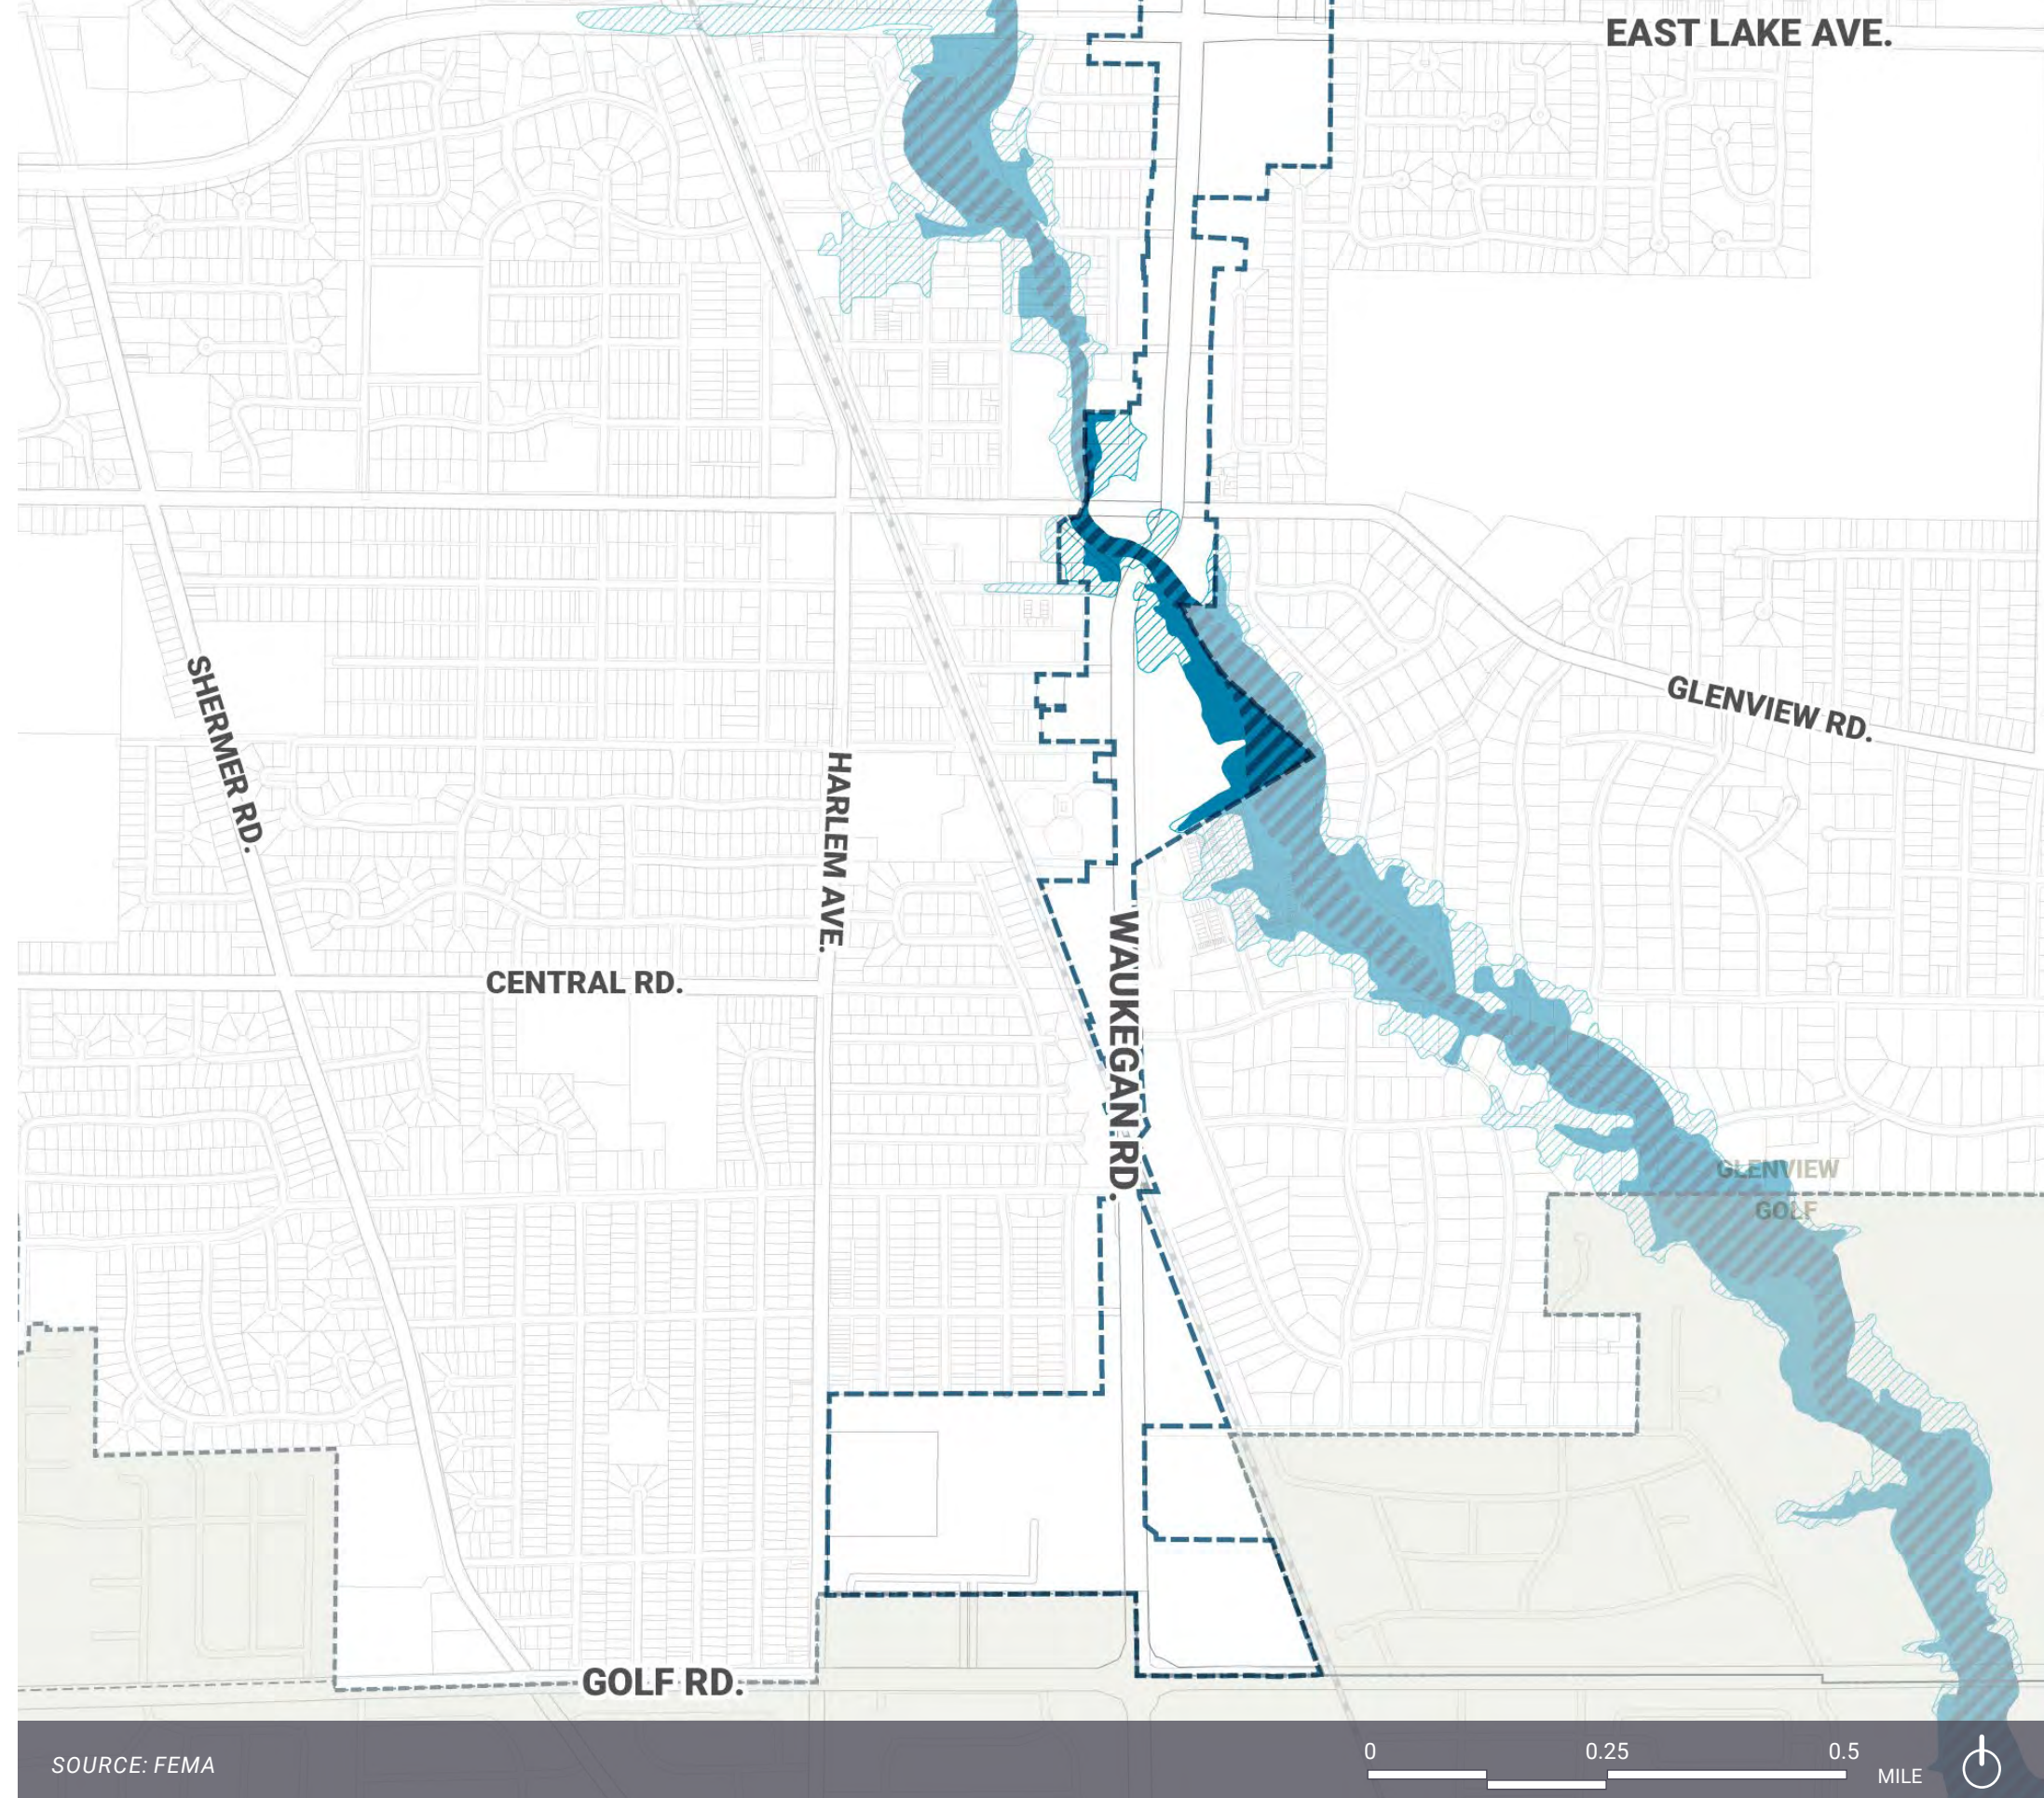 EAST LAKE AVE.
GLENVIEW RD.
SHERMER RD.
HARLEM AVE.
WAUKEGAN RD.
CENTRAL RD.
GLENVIEW
GOLF
GOLF RD.
SOURCE: FEMA
0 0.25 0.5
MILE